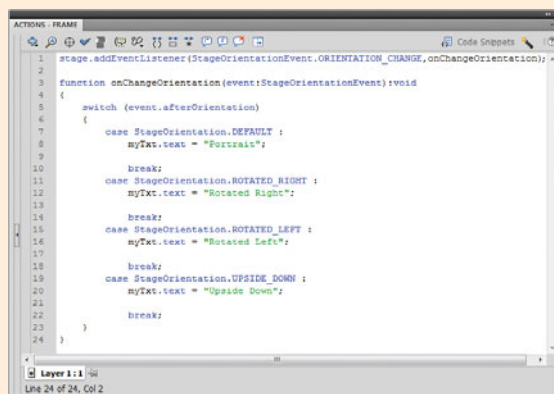 ACTIONS - FRAME
Code Snippets
1 stage.addEventListener(StageOrientationEvent.ORIENTATION_CHANGE,onChangeOrientation);
2
3 function onChangeOrientation(event:StageOrientationEvent):void
4 {
5 switch (event.afterOrientation)
6 {
7 case StageOrientation.DEFAULT :
8 myTxt.text = "Portrait";
9
10 break;
11 case StageOrientation.ROTATED_RIGHT :
12 myTxt.text = "Rotated Right";
13
14 break;
15 case StageOrientation.ROTATED_LEFT :
16 myTxt.text = "Rotated Left";
17
18 break;
19 case StageOrientation.UPSIDE_DOWN :
20 myTxt.text = "Upside Down";
21
22 break;
23 }
24 }
Layer 1 : 1
Line 24 of 24, Col 2